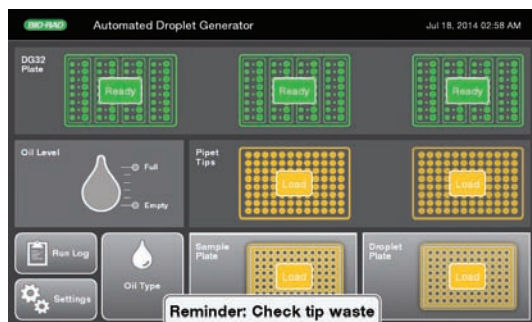 BIO-RAD Automated Droplet Generator Jul 18, 2014 02:58 AM
DG32
Plate
Ready Ready Ready
Oil Level
Full
Empty
Pipet
Tips
Load Load
Run Log
Settings
Oil Type
Sample
Plate
Load
Droplet
Plate
Load
Reminder: Check tip waste